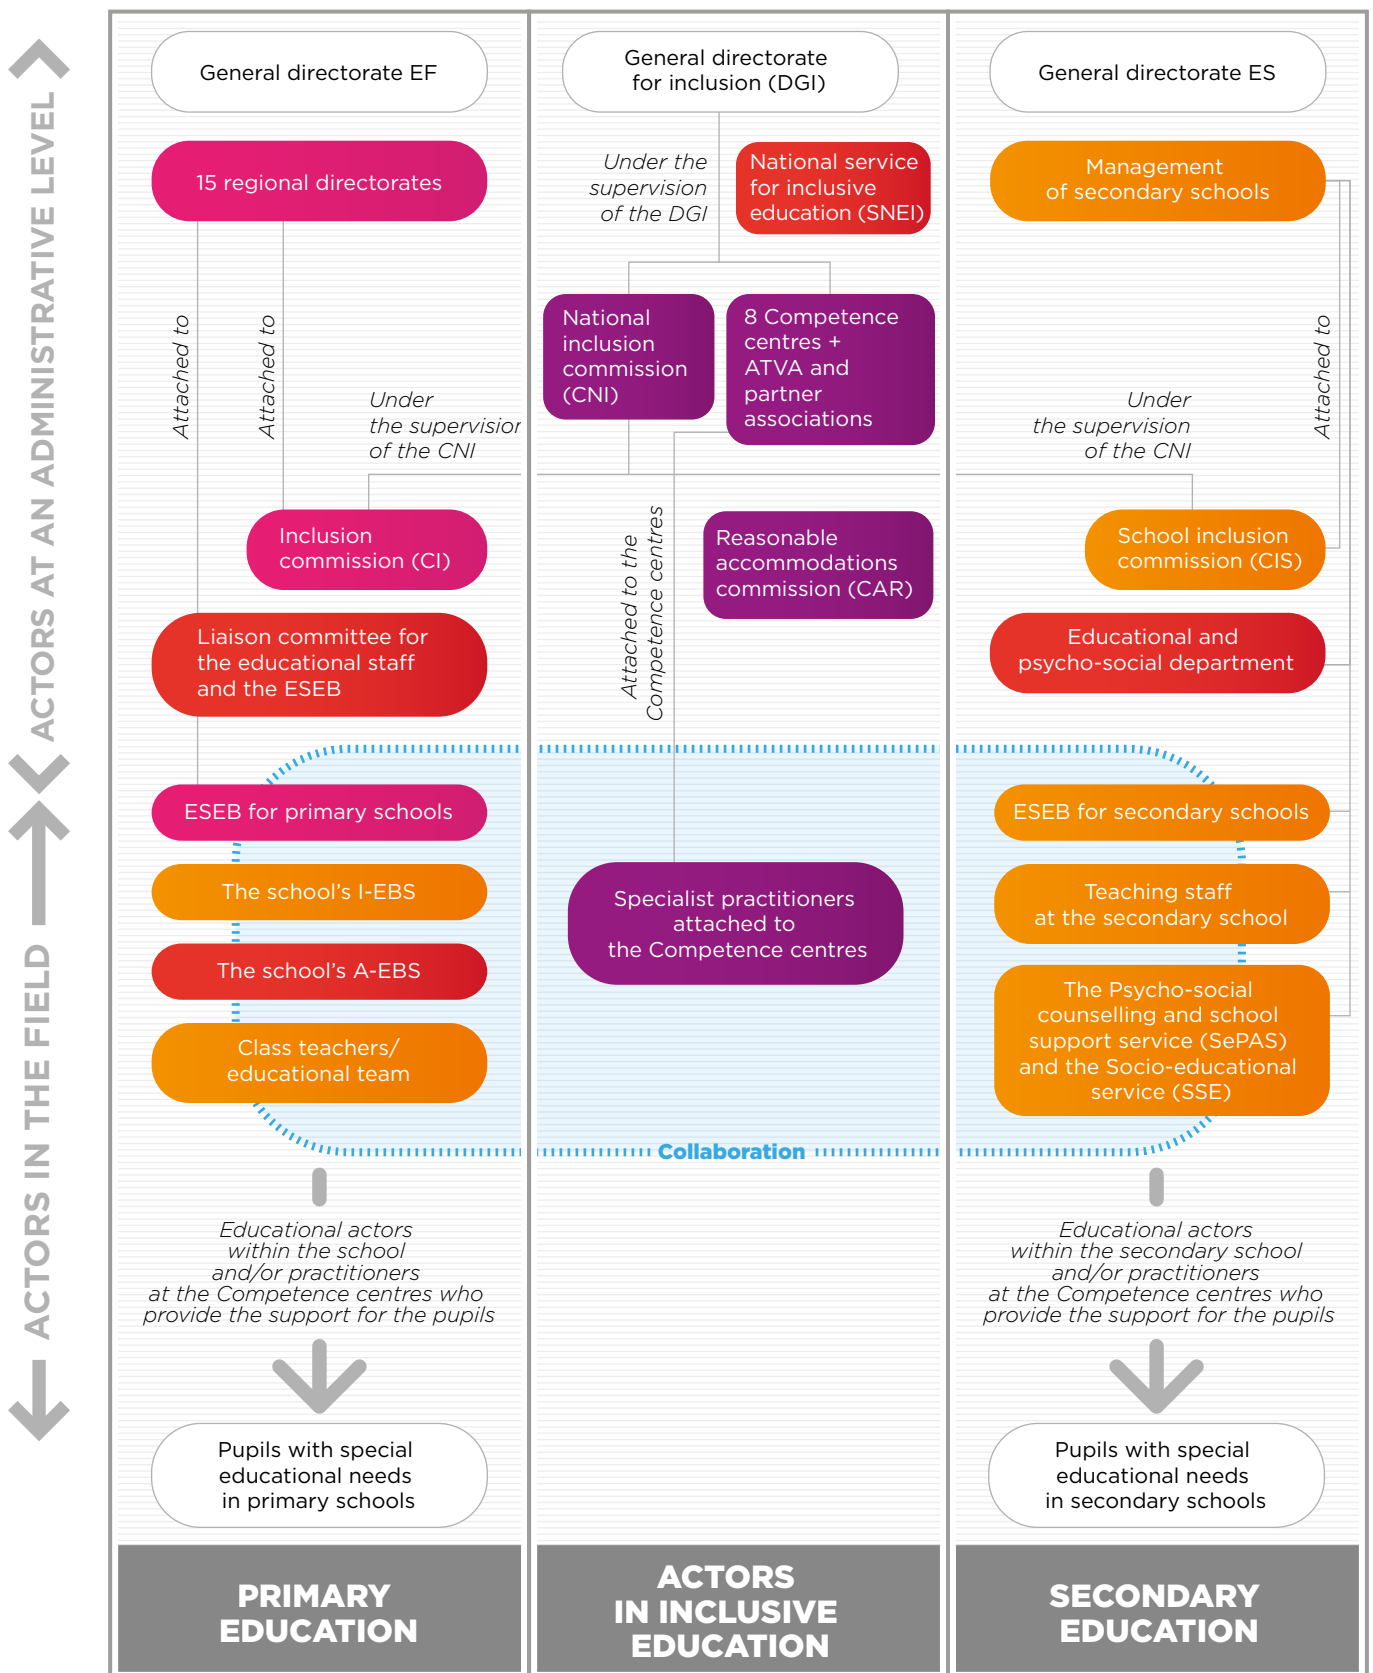 ACTORS AT AN ADMINISTRATIVE LEVEL
ACTORS IN THE FIELD
General directorate EF
15 regional directorates
Attached to
Attached to
Under
the supervision
of the CNI
Inclusion
commission (CI)
Liaison committee for
the educational staff
and the ESEB
ESEB for primary schools
The school's I-EBS
The school's A-EBS
Class teachers/
educational team
Educational actors
within the school
and/or practitioners
at the Competence centres who
provide the support for the pupils
Pupils with special
educational needs
in primary schools
PRIMARY
EDUCATION
General directorate
for inclusion (DGI)
Under the
supervision
of the DGI
National service
for inclusive
education (SNEI)
National
inclusion
commission
(CNI)
8 Competence
centres +
ATVA and
partner
associations
Attached to the
Competence centres
Reasonable
accommodations
commission (CAR)
Specialist practitioners
attached to
the Competence centres
Collaboration
ACTORS
IN INCLUSIVE
EDUCATION
General directorate ES
Management
of secondary schools
Attached to
Under
the supervision
of the CNI
School inclusion
commission (CIS)
Educational and
psycho-social department
ESEB for secondary schools
Teaching staff
at the secondary school
The Psycho-social
counselling and school
support service (SePAS)
and the Socio-educational
service (SSE)
Educational actors
within the secondary school
and/or practitioners
at the Competence centres who
provide the support for the pupils
Pupils with special
educational needs
in secondary schools
SECONDARY
EDUCATION